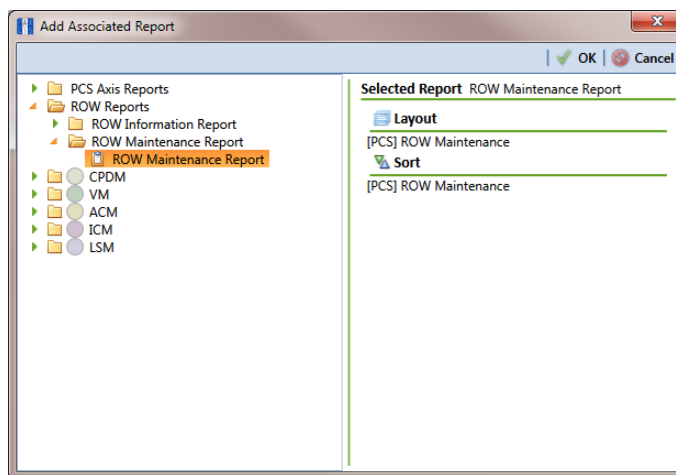 Add Associated Report
OK Cancel
PCS Axis Reports
ROW Reports
ROW Information Report
ROW Maintenance Report
ROW Maintenance Report
CPDM
VM
ACM
ICM
LSM
Selected Report ROW Maintenance Report
Layout
[PCS] ROW Maintenance
Sort
[PCS] ROW Maintenance